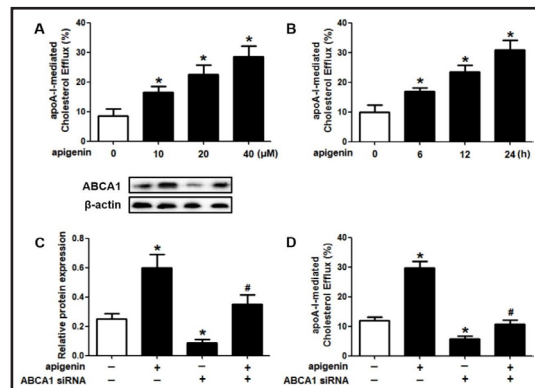 A
apoA-I-mediated
Cholesterol Efflux (%)
40
30
20
10
0
*
*
*
apigenin 0 10 20 40 (μM)
B
apoA-I-mediated
Cholesterol Efflux (%)
40
30
20
10
0
*
*
*
apigenin 0 6 12 24 (h)
ABCA1
β-actin
C
Relative protein expression
0.8
0.6
0.4
0.2
0.0
*
*
#
apigenin – + – +
ABCA1 siRNA – – + +
D
apoA-I-mediated
Cholesterol Efflux (%)
40
30
20
10
0
*
*
#
apigenin – + – +
ABCA1 siRNA – – + +